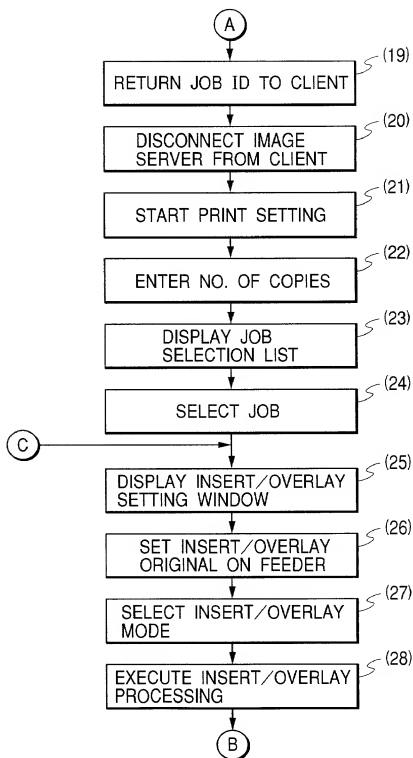 A
(19)
RETURN JOB ID TO CLIENT
(20)
DISCONNECT IMAGE
SERVER FROM CLIENT
(21)
START PRINT SETTING
(22)
ENTER NO. OF COPIES
(23)
DISPLAY JOB
SELECTION LIST
(24)
SELECT JOB
C
(25)
DISPLAY INSERT/OVERLAY
SETTING WINDOW
(26)
SET INSERT/OVERLAY
ORIGINAL ON FEEDER
(27)
SELECT INSERT/OVERLAY
MODE
(28)
EXECUTE INSERT/OVERLAY
PROCESSING
B